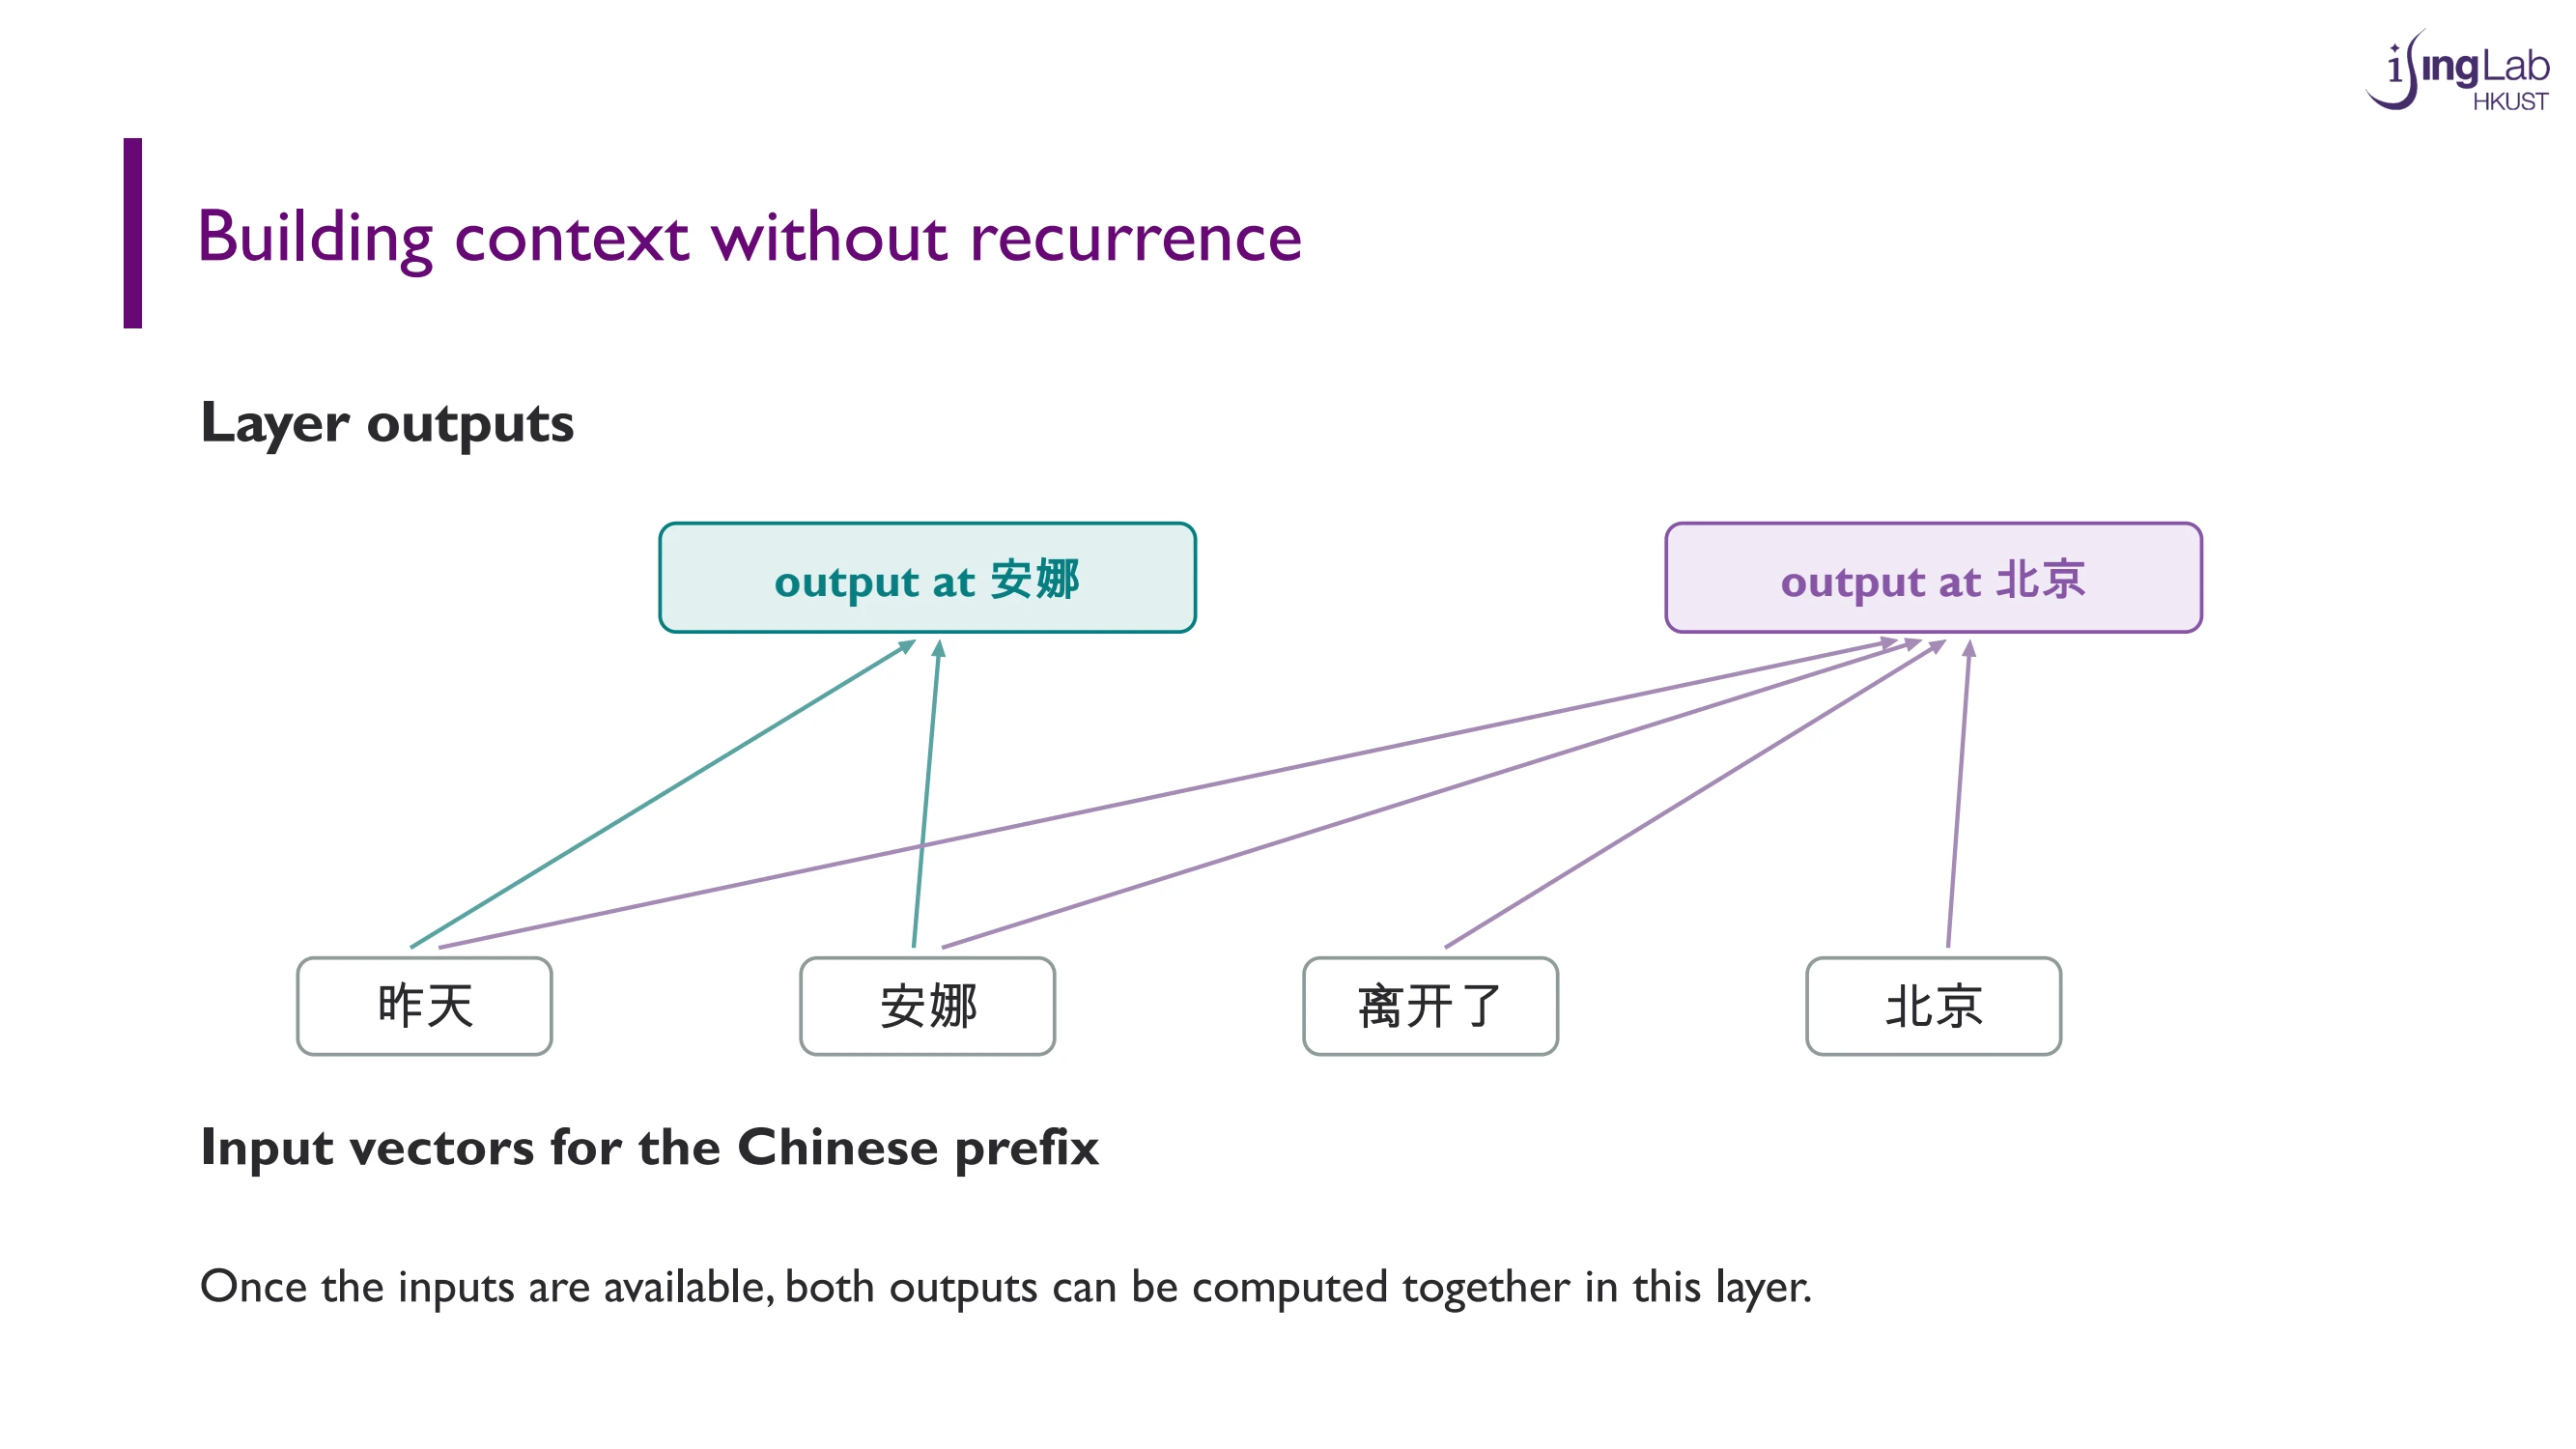 iSingLab
HKUST
Building context without recurrence
Layer outputs
output at 安娜
output at 北京
昨天
安娜
离开了
北京
Input vectors for the Chinese prefix
Once the inputs are available, both outputs can be computed together in this layer.